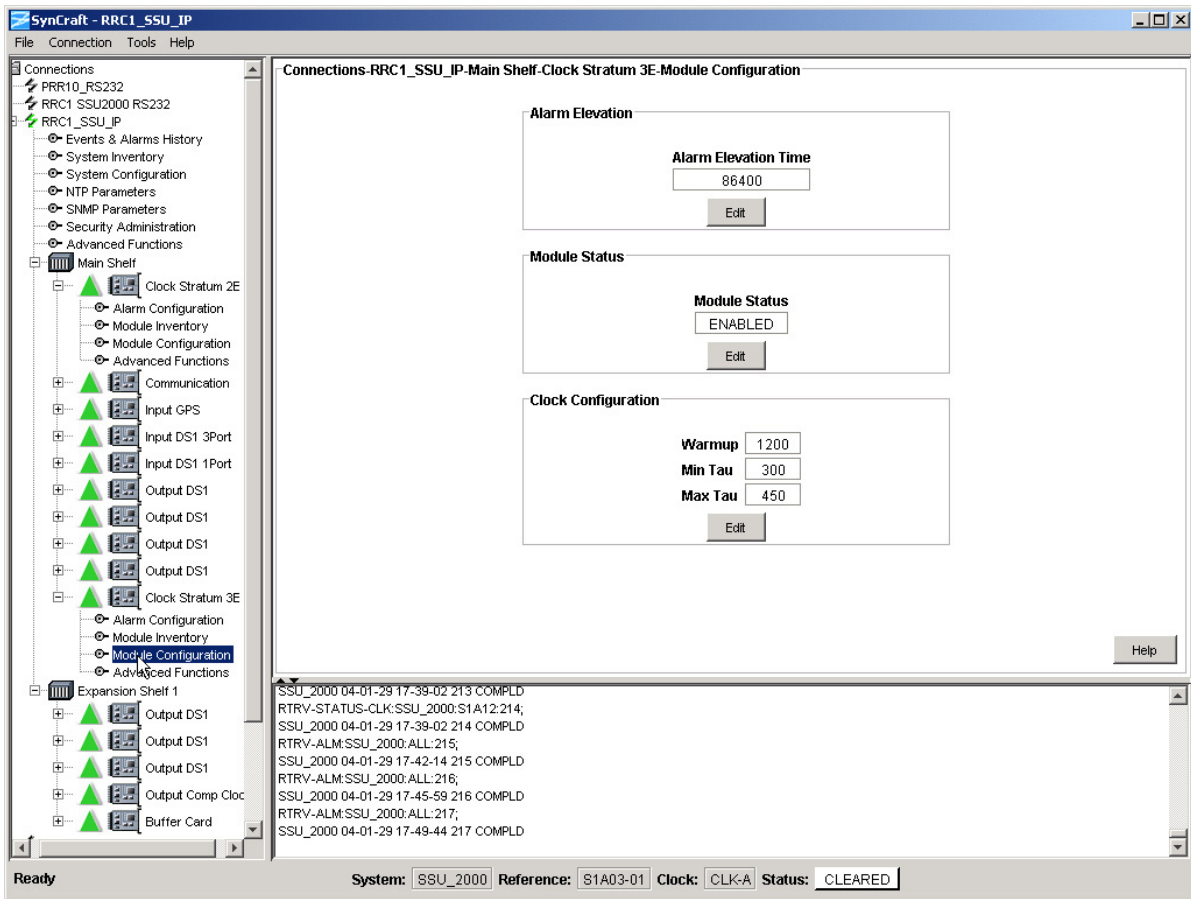 SynCraft - RRC1_SSU_IP
File Connection Tools Help
Connections
PRR10_RS232
RRC1 SSU2000 RS232
RRC1_SSU_IP
Events & Alarms History
System Inventory
System Configuration
NTP Parameters
SNMP Parameters
Security Administration
Advanced Functions
Main Shelf
Clock Stratum 2E
Alarm Configuration
Module Inventory
Module Configuration
Advanced Functions
Communication
Input GPS
Input DS1 3Port
Input DS1 1Port
Output DS1
Output DS1
Output DS1
Output DS1
Clock Stratum 3E
Alarm Configuration
Module Inventory
Module Configuration
Advanced Functions
Expansion Shelf 1
Output DS1
Output DS1
Output DS1
Output Comp Cloc
Buffer Card
Connections-RRC1_SSU_IP-Main Shelf-Clock Stratum 3E-Module Configuration
Alarm Elevation
Alarm Elevation Time
86400
Edit
Module Status
Module Status
ENABLED
Edit
Clock Configuration
Warmup 1200
Min Tau 300
Max Tau 450
Edit
Help
SSU_2000 04-01-29 17-39-02 213 COMPLD
RTRV-STATUS-CLK:SSU_2000:S1A12:214;
SSU_2000 04-01-29 17-39-02 214 COMPLD
RTRV-ALM:SSU_2000:ALL:215;
SSU_2000 04-01-29 17-42-14 215 COMPLD
RTRV-ALM:SSU_2000:ALL:216;
SSU_2000 04-01-29 17-45-59 216 COMPLD
RTRV-ALM:SSU_2000:ALL:217;
SSU_2000 04-01-29 17-49-44 217 COMPLD
Ready System: SSU_2000 Reference: S1A03-01 Clock: CLK-A Status: CLEARED